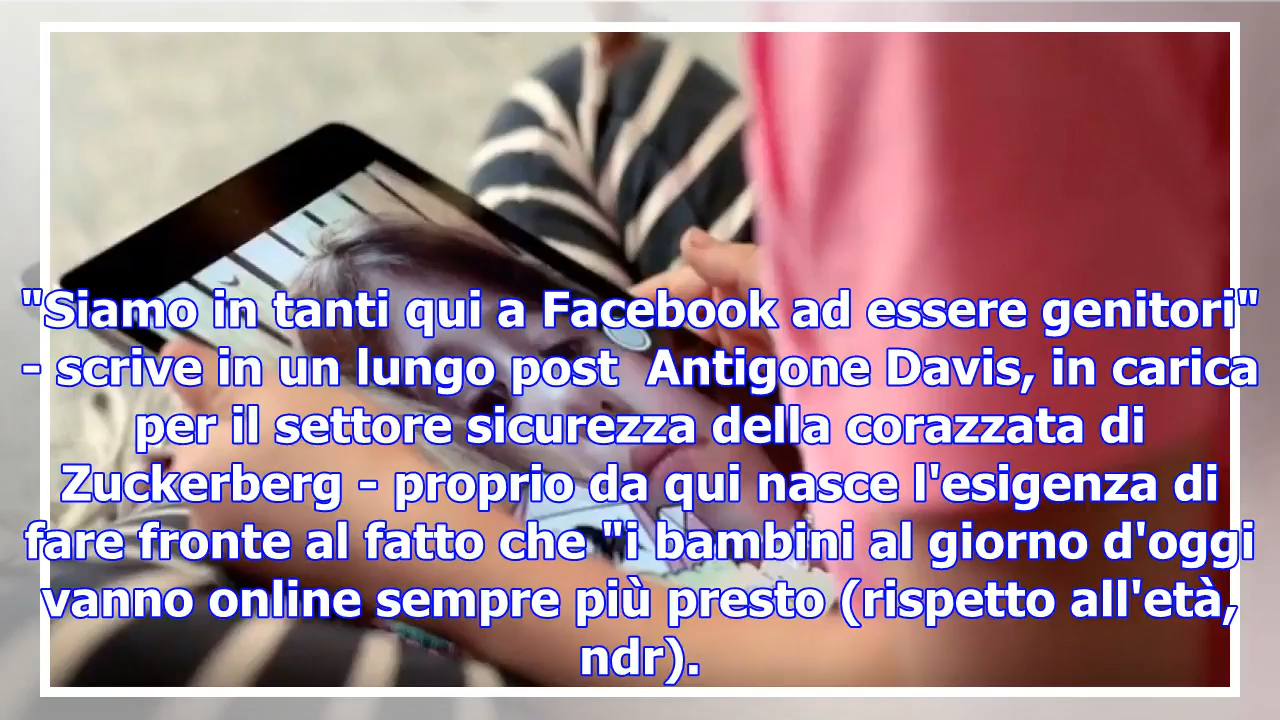 "Siamo in tanti qui a Facebook ad essere genitori"
- scrive in un lungo post  Antigone Davis, in carica
per il settore sicurezza della corazzata di
Zuckerberg - proprio da qui nasce l'esigenza di
fare fronte al fatto che "i bambini al giorno d'oggi
vanno online sempre più presto (rispetto all'età,
ndr).